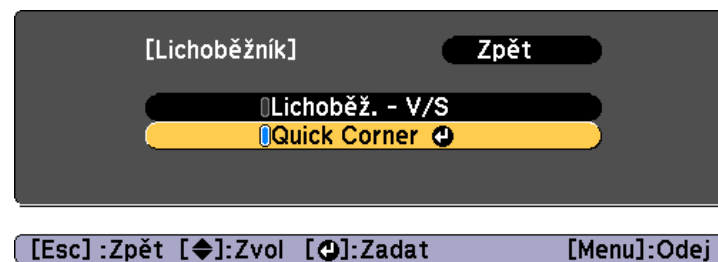 [Lichoběžník] Zpět
Lichoběž. - V/S
Quick Corner
[Esc] :Zpět [ ]:Zvol [ ]:Zadat [Menu]:Odej